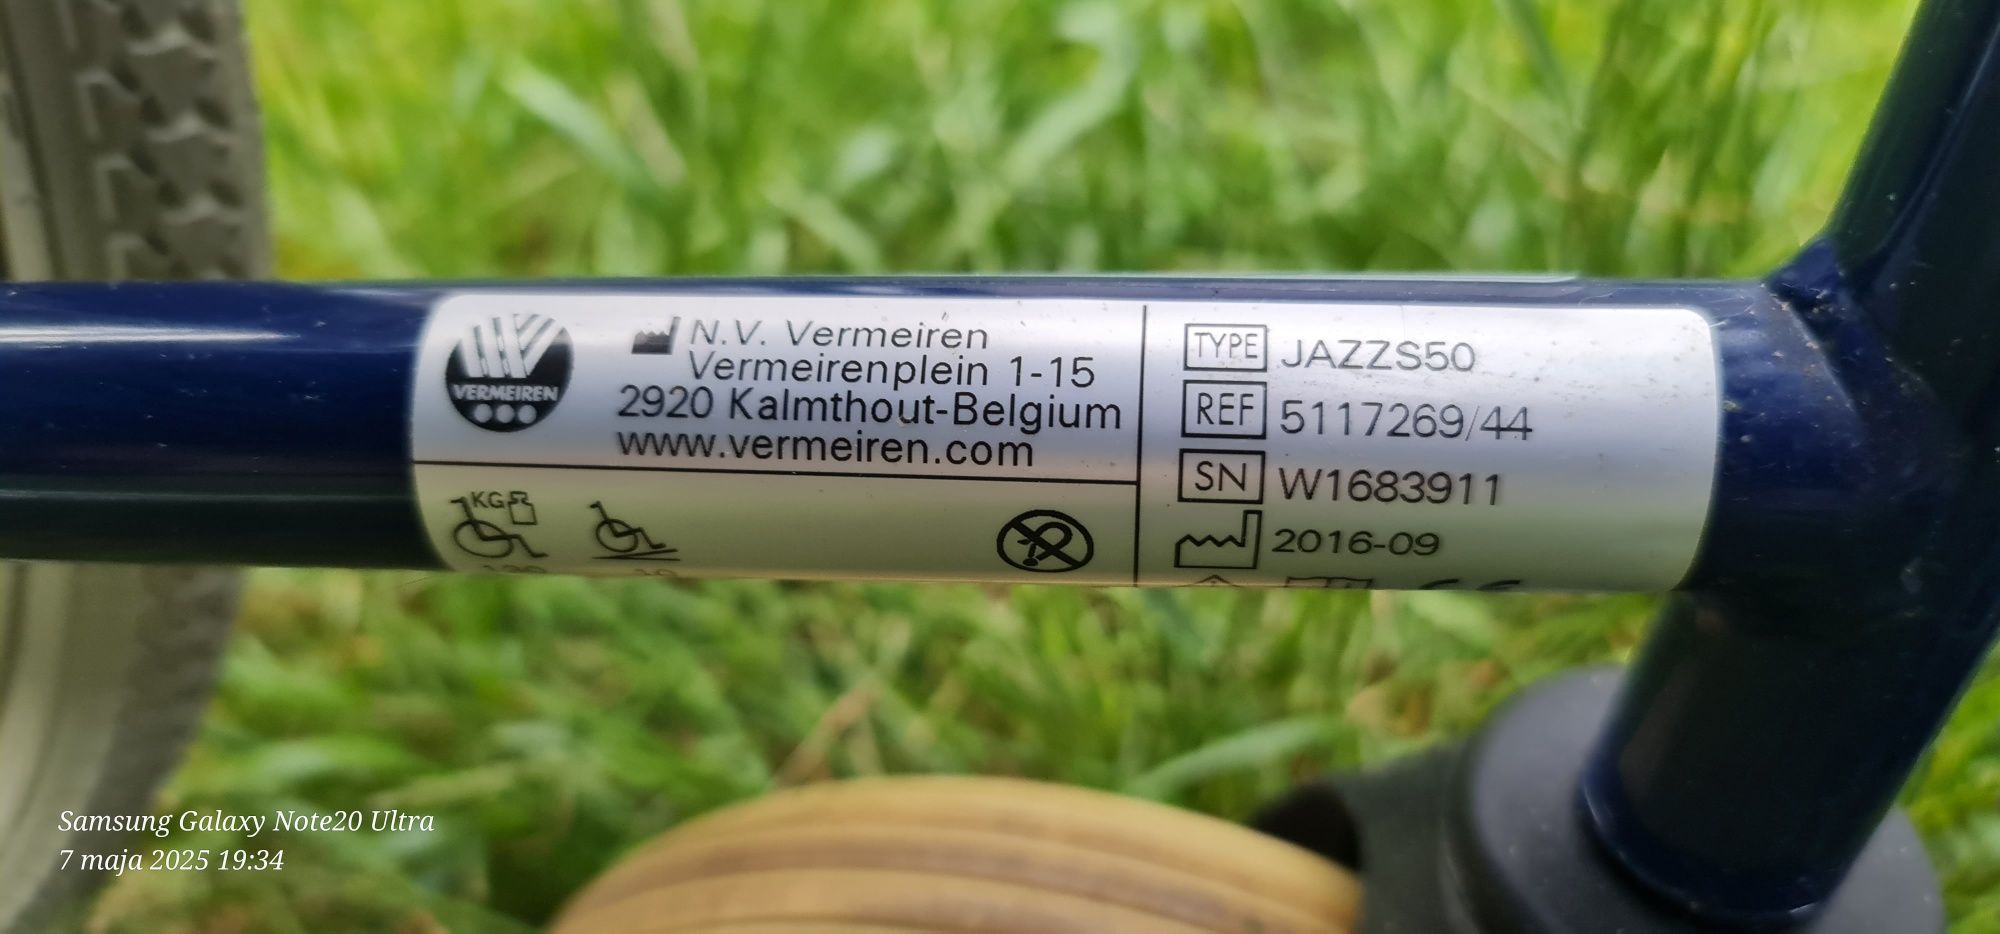 VERMEIREN
N.V. Vermeiren
Vermeirenplein 1-15
2920 Kalmthout-Belgium
www.vermeiren.com
KG
TYPE JAZZS50
REF 5117269/44
SN W1683911
2016-09
Samsung Galaxy Note20 Ultra
7 maja 2025 19:34